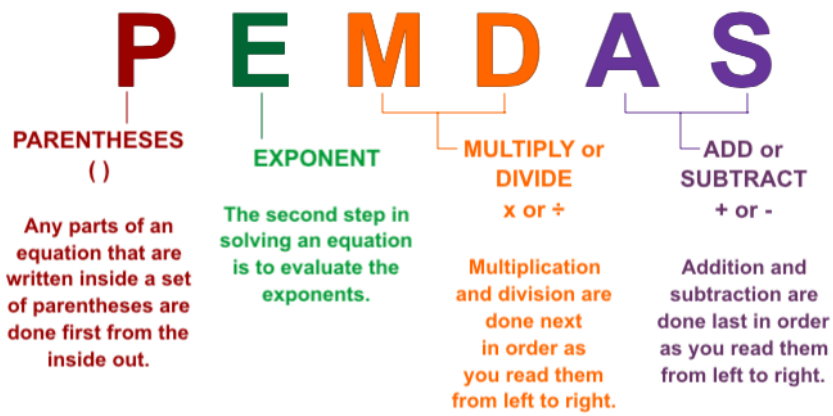 P E M D A S
PARENTHESES
( )
Any parts of an
equation that are
written inside a set
of parentheses are
done first from the
inside out.
EXPONENT
The second step in
solving an equation
is to evaluate the
exponents.
MULTIPLY or
DIVIDE
x or ÷
Multiplication
and division are
done next
in order as
you read them
from left to right.
ADD or
SUBTRACT
+ or -
Addition and
subtraction are
done last in order
as you read them
from left to right.